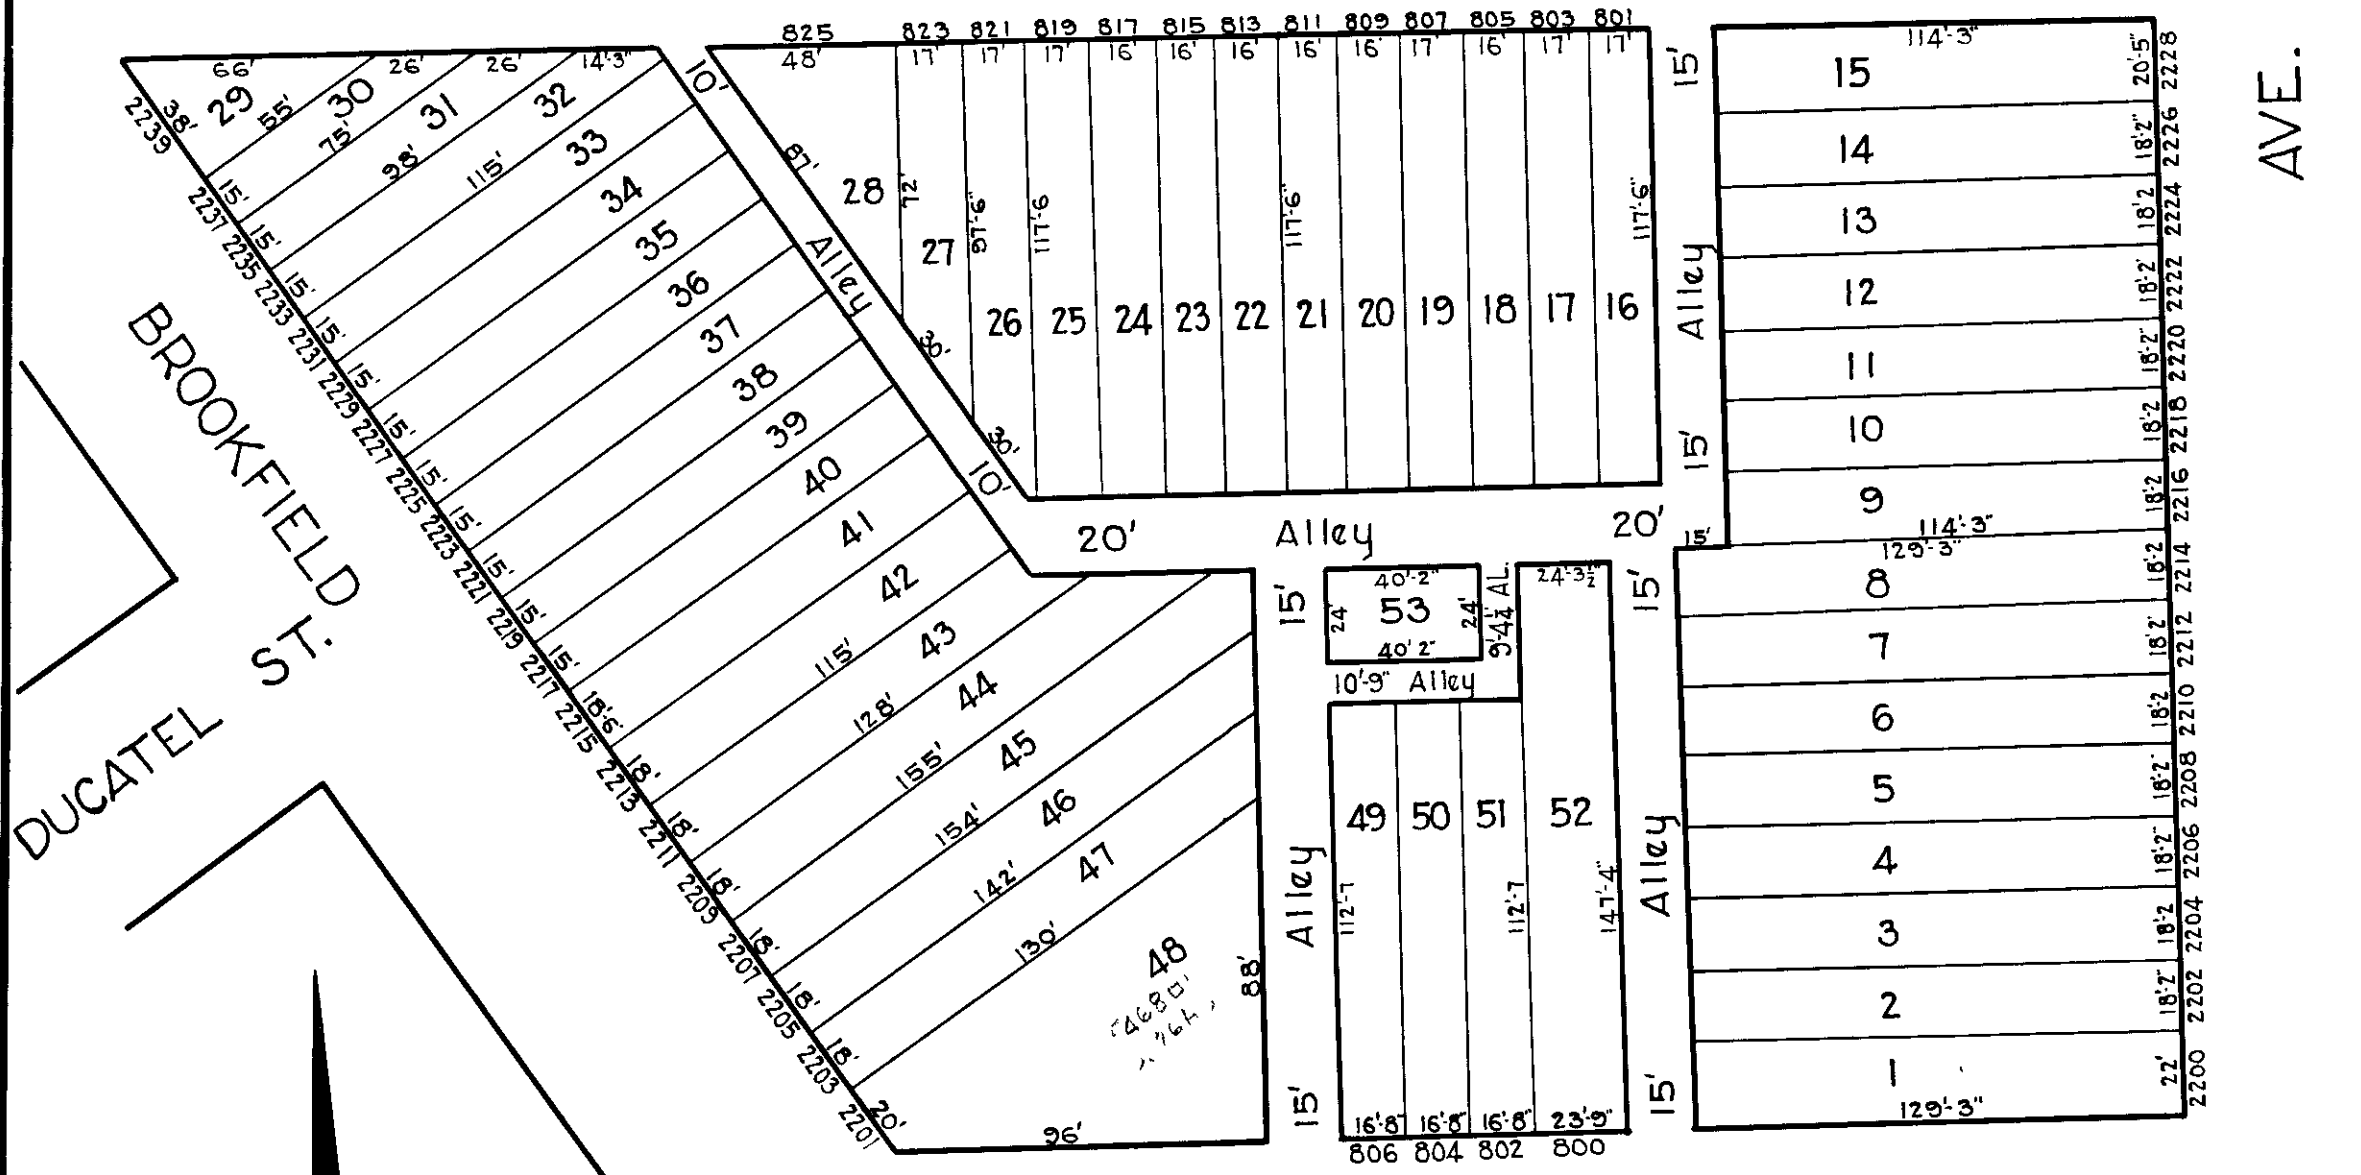 825 823 821 819 817 815 813 811 809 807 805 803 801
66' 26' 26' 14'-3"
48' 17' 17' 17' 16' 16' 16' 16' 16' 17' 16' 17' 17'
114'-3"
29 30 31 32 33 34 35 36 37 38 39 40 41 42 43 44 45 46 47 48
38' 55' 75' 98' 115'
115' 128' 155' 154' 142' 130'
15' 15' 15' 15' 15' 15' 15' 15' 15' 15' 15' 18'-6" 18' 18' 18' 18' 18' 18' 20'
2239 2237 2235 2233 2231 2229 2227 2225 2223 2221 2219 2217 2215 2213 2211 2209 2207 2205 2203 2201
BROOKFIELD
ST.
DUCATEL
10'
Alley
10'
87' 72' 97'-6" 117'-6 117'-6" 117'-6"
28 27 26 25 24 23 22 21 20 19 18 17 16
36' 36'
20' Alley 20'
15'
Alley
15'
15'
15 14 13 12 11 10 9
114'-3"
129'-3"
8 7 6 5 4 3 2 1
129'-3"
20'-5" 18'-2" 18'2 18'-2' 18'-2" 18'-2 18'-2 18'-2 18'2' 18'-2 18'-2" 18'-2" 18'-2 18'-2" 22'
2228 2226 2224 2222 2220 2218 2216 2214 2212 2210 2208 2206 2204 2202 2200
AVE.
15'
Alley
15'
40'-2"
24' 53 24'
40'2"
9'-4¼" AL.
24'-3½"
10'-9" Alley
49 50 51 52
112'-7 112'-7 147'-4"
16'-8" 16'-8" 16'-8" 23'-9"
806 804 802 800
15'
Alley
15'
88'
96'